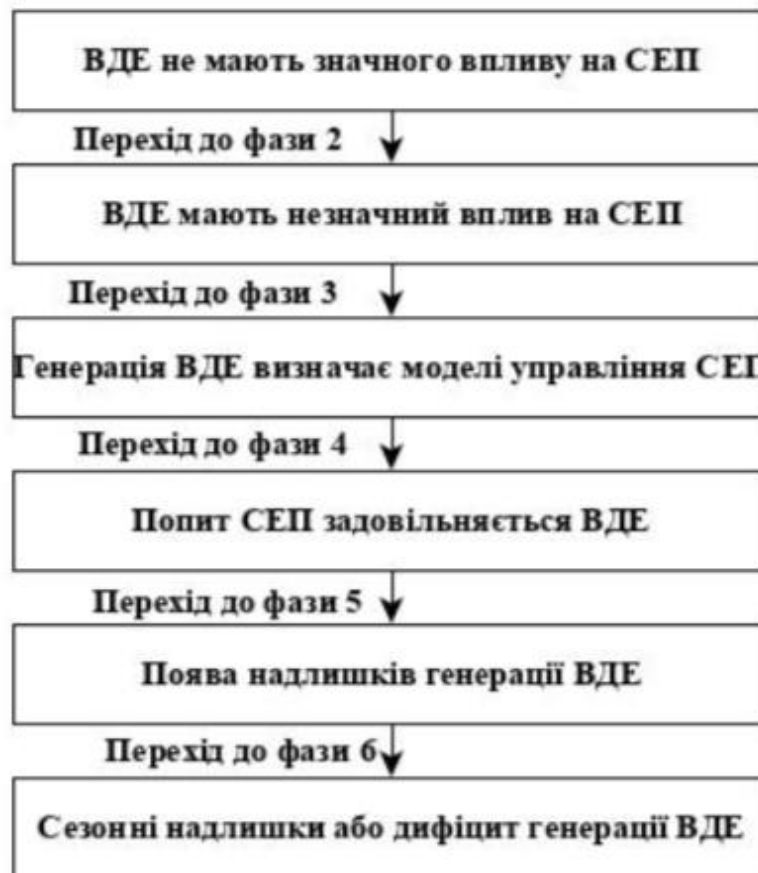 ВДЕ не мають значного впливу на СЕП
Перехід до фази 2
ВДЕ мають незначний вплив на СЕП
Перехід до фази 3
Генерація ВДЕ визначає моделі управління СЕП
Перехід до фази 4
Попит СЕП задовільняється ВДЕ
Перехід до фази 5
Поява надлишків генерації ВДЕ
Перехід до фази 6
Сезонні надлишки або дифіцит генерації ВДЕ